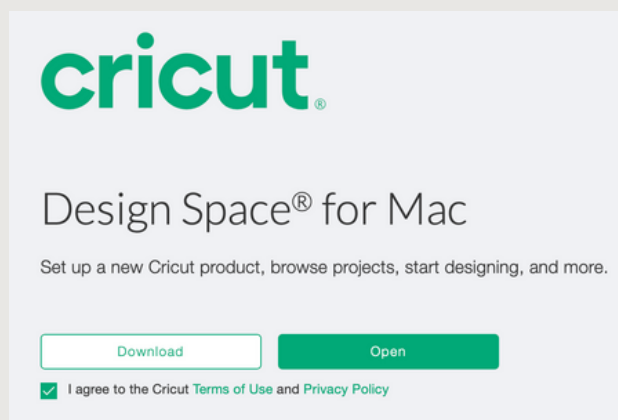 cricut®
Design Space® for Mac
Set up a new Cricut product, browse projects, start designing, and more.
Download
Open
I agree to the Cricut Terms of Use and Privacy Policy